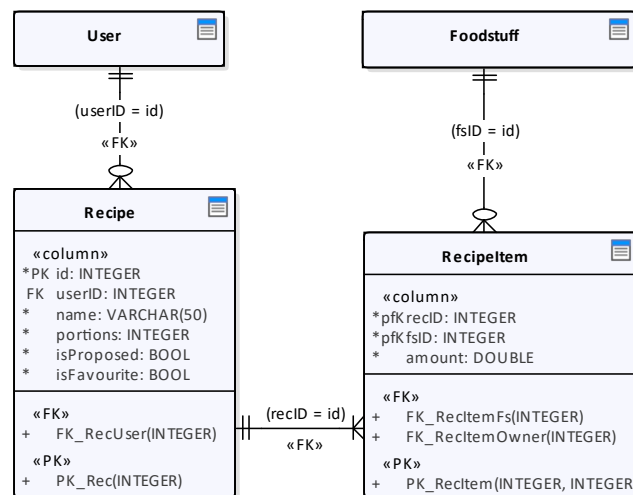 User
Foodstuff
(userID = id)
«FK»
(fsID = id)
«FK»
Recipe
«column»
*PK id: INTEGER
FK userID: INTEGER
* name: VARCHAR(50)
* portions: INTEGER
* isProposed: BOOL
* isFavourite: BOOL
«FK»
+ FK_RecUser(INTEGER)
«PK»
+ PK_Rec(INTEGER)
(recID = id)
«FK»
RecipeItem
«column»
*pfK recID: INTEGER
*pfK fsID: INTEGER
* amount: DOUBLE
«FK»
+ FK_RecItemFs(INTEGER)
+ FK_RecItemOwner(INTEGER)
«PK»
+ PK_RecItem(INTEGER, INTEGER